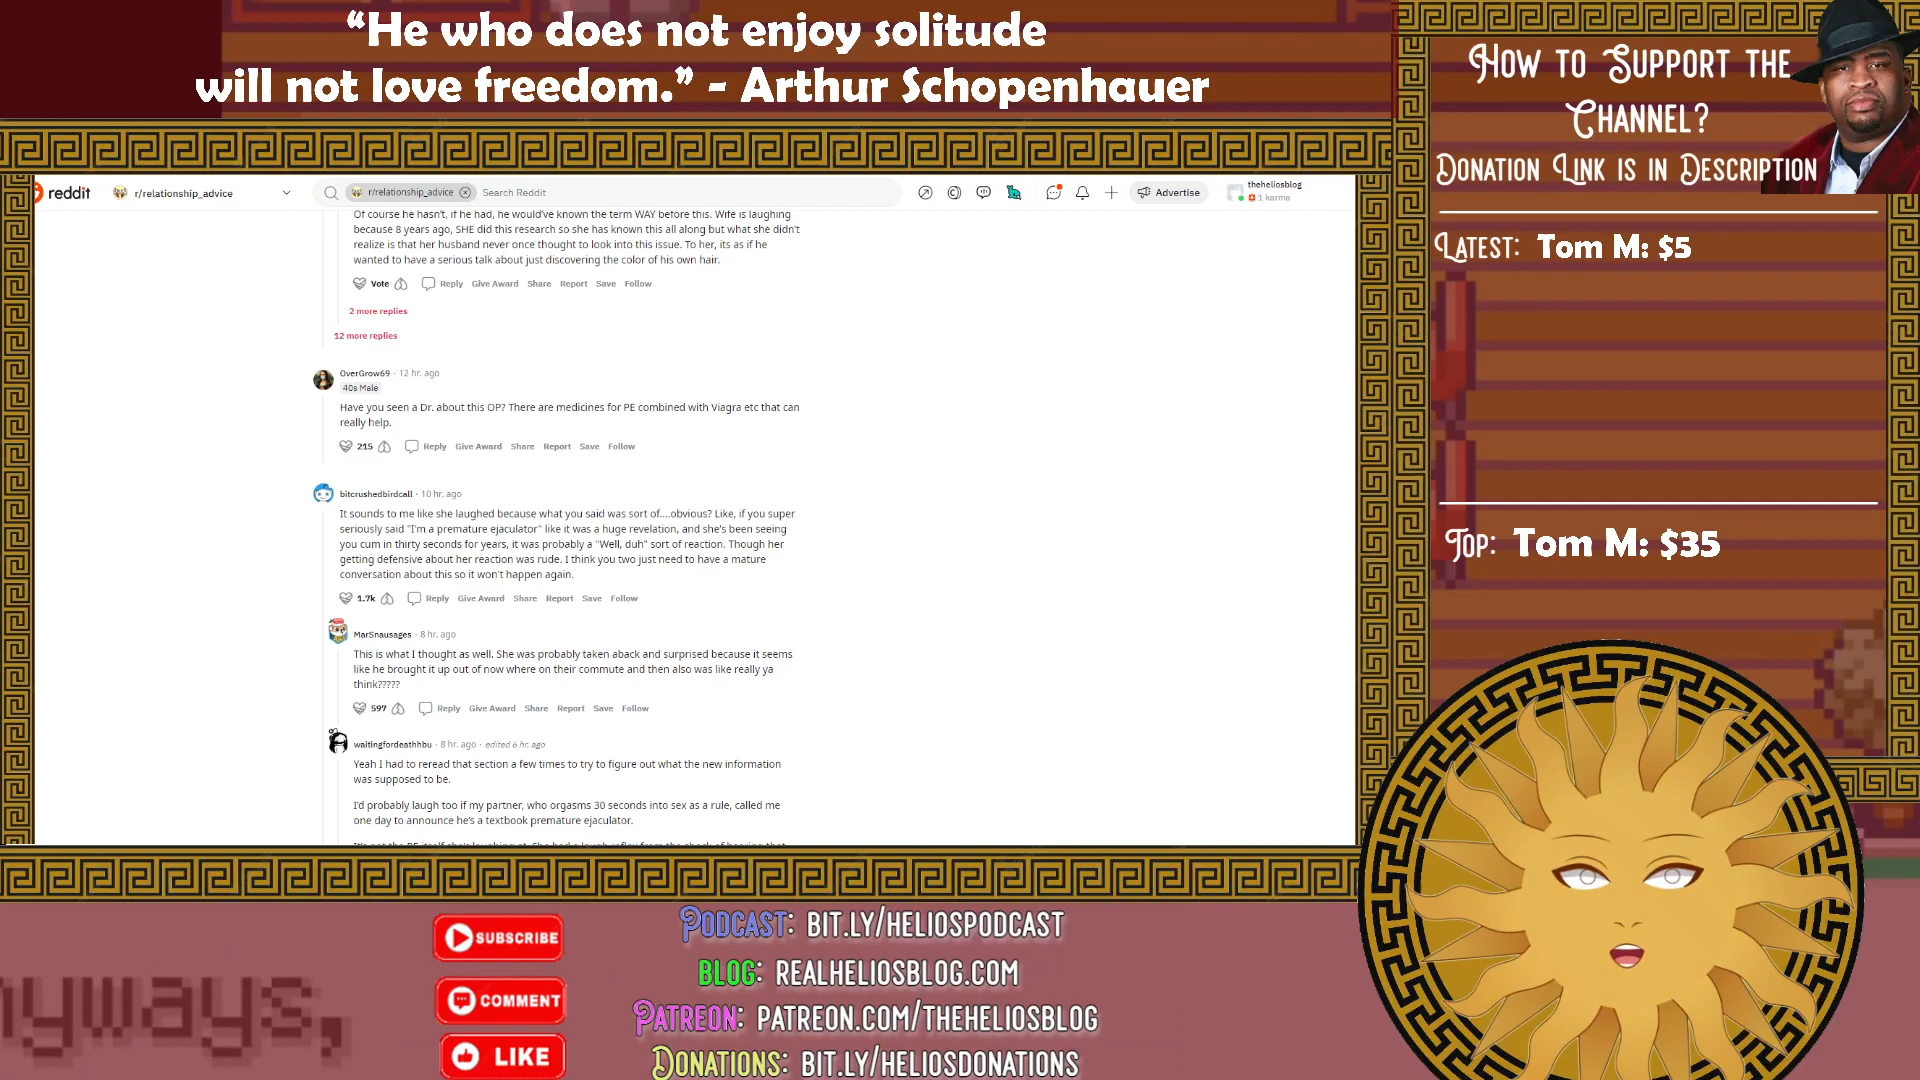 “He who does not enjoy solitude
will not love freedom.” - Arthur Schopenhauer
How to Support the
Channel?
Donation Link is in Description
Latest: Tom M: $5
Top: Tom M: $35
reddit
r/relationship_advice
r/relationship_advice
Search Reddit
Advertise
theheliosblog
1 karma
Of course he hasn't, if he had, he would've known the term WAY before this. Wife is laughing
because 8 years ago, SHE did this research so she has known this all along but what she didn't
realize is that her husband never once thought to look into this issue. To her, its as if he
wanted to have a serious talk about just discovering the color of his own hair.
Vote Reply Give Award Share Report Save Follow
2 more replies
12 more replies
OverGrow69 · 12 hr. ago
40s Male
Have you seen a Dr. about this OP? There are medicines for PE combined with Viagra etc that can
really help.
215 Reply Give Award Share Report Save Follow
bitcrushedbirdcall · 10 hr. ago
It sounds to me like she laughed because what you said was sort of....obvious? Like, if you super
seriously said "I'm a premature ejaculator" like it was a huge revelation, and she's been seeing
you cum in thirty seconds for years, it was probably a "Well, duh" sort of reaction. Though her
getting defensive about her reaction was rude. I think you two just need to have a mature
conversation about this so it won't happen again.
1.7k Reply Give Award Share Report Save Follow
MarSnausages · 8 hr. ago
This is what I thought as well. She was probably taken aback and surprised because it seems
like he brought it up out of now where on their commute and then also was like really ya
think?????
597 Reply Give Award Share Report Save Follow
waitingfordeathhbu · 8 hr. ago · edited 6 hr. ago
Yeah I had to reread that section a few times to try to figure out what the new information
was supposed to be.
I'd probably laugh too if my partner, who orgasms 30 seconds into sex as a rule, called me
one day to announce he's a textbook premature ejaculator.
nyways,
SUBSCRIBE
COMMENT
LIKE
Podcast: bit.ly/heliospodcast
Blog: realheliosblog.com
Patreon: patreon.com/theheliosblog
Donations: bit.ly/heliosdonations